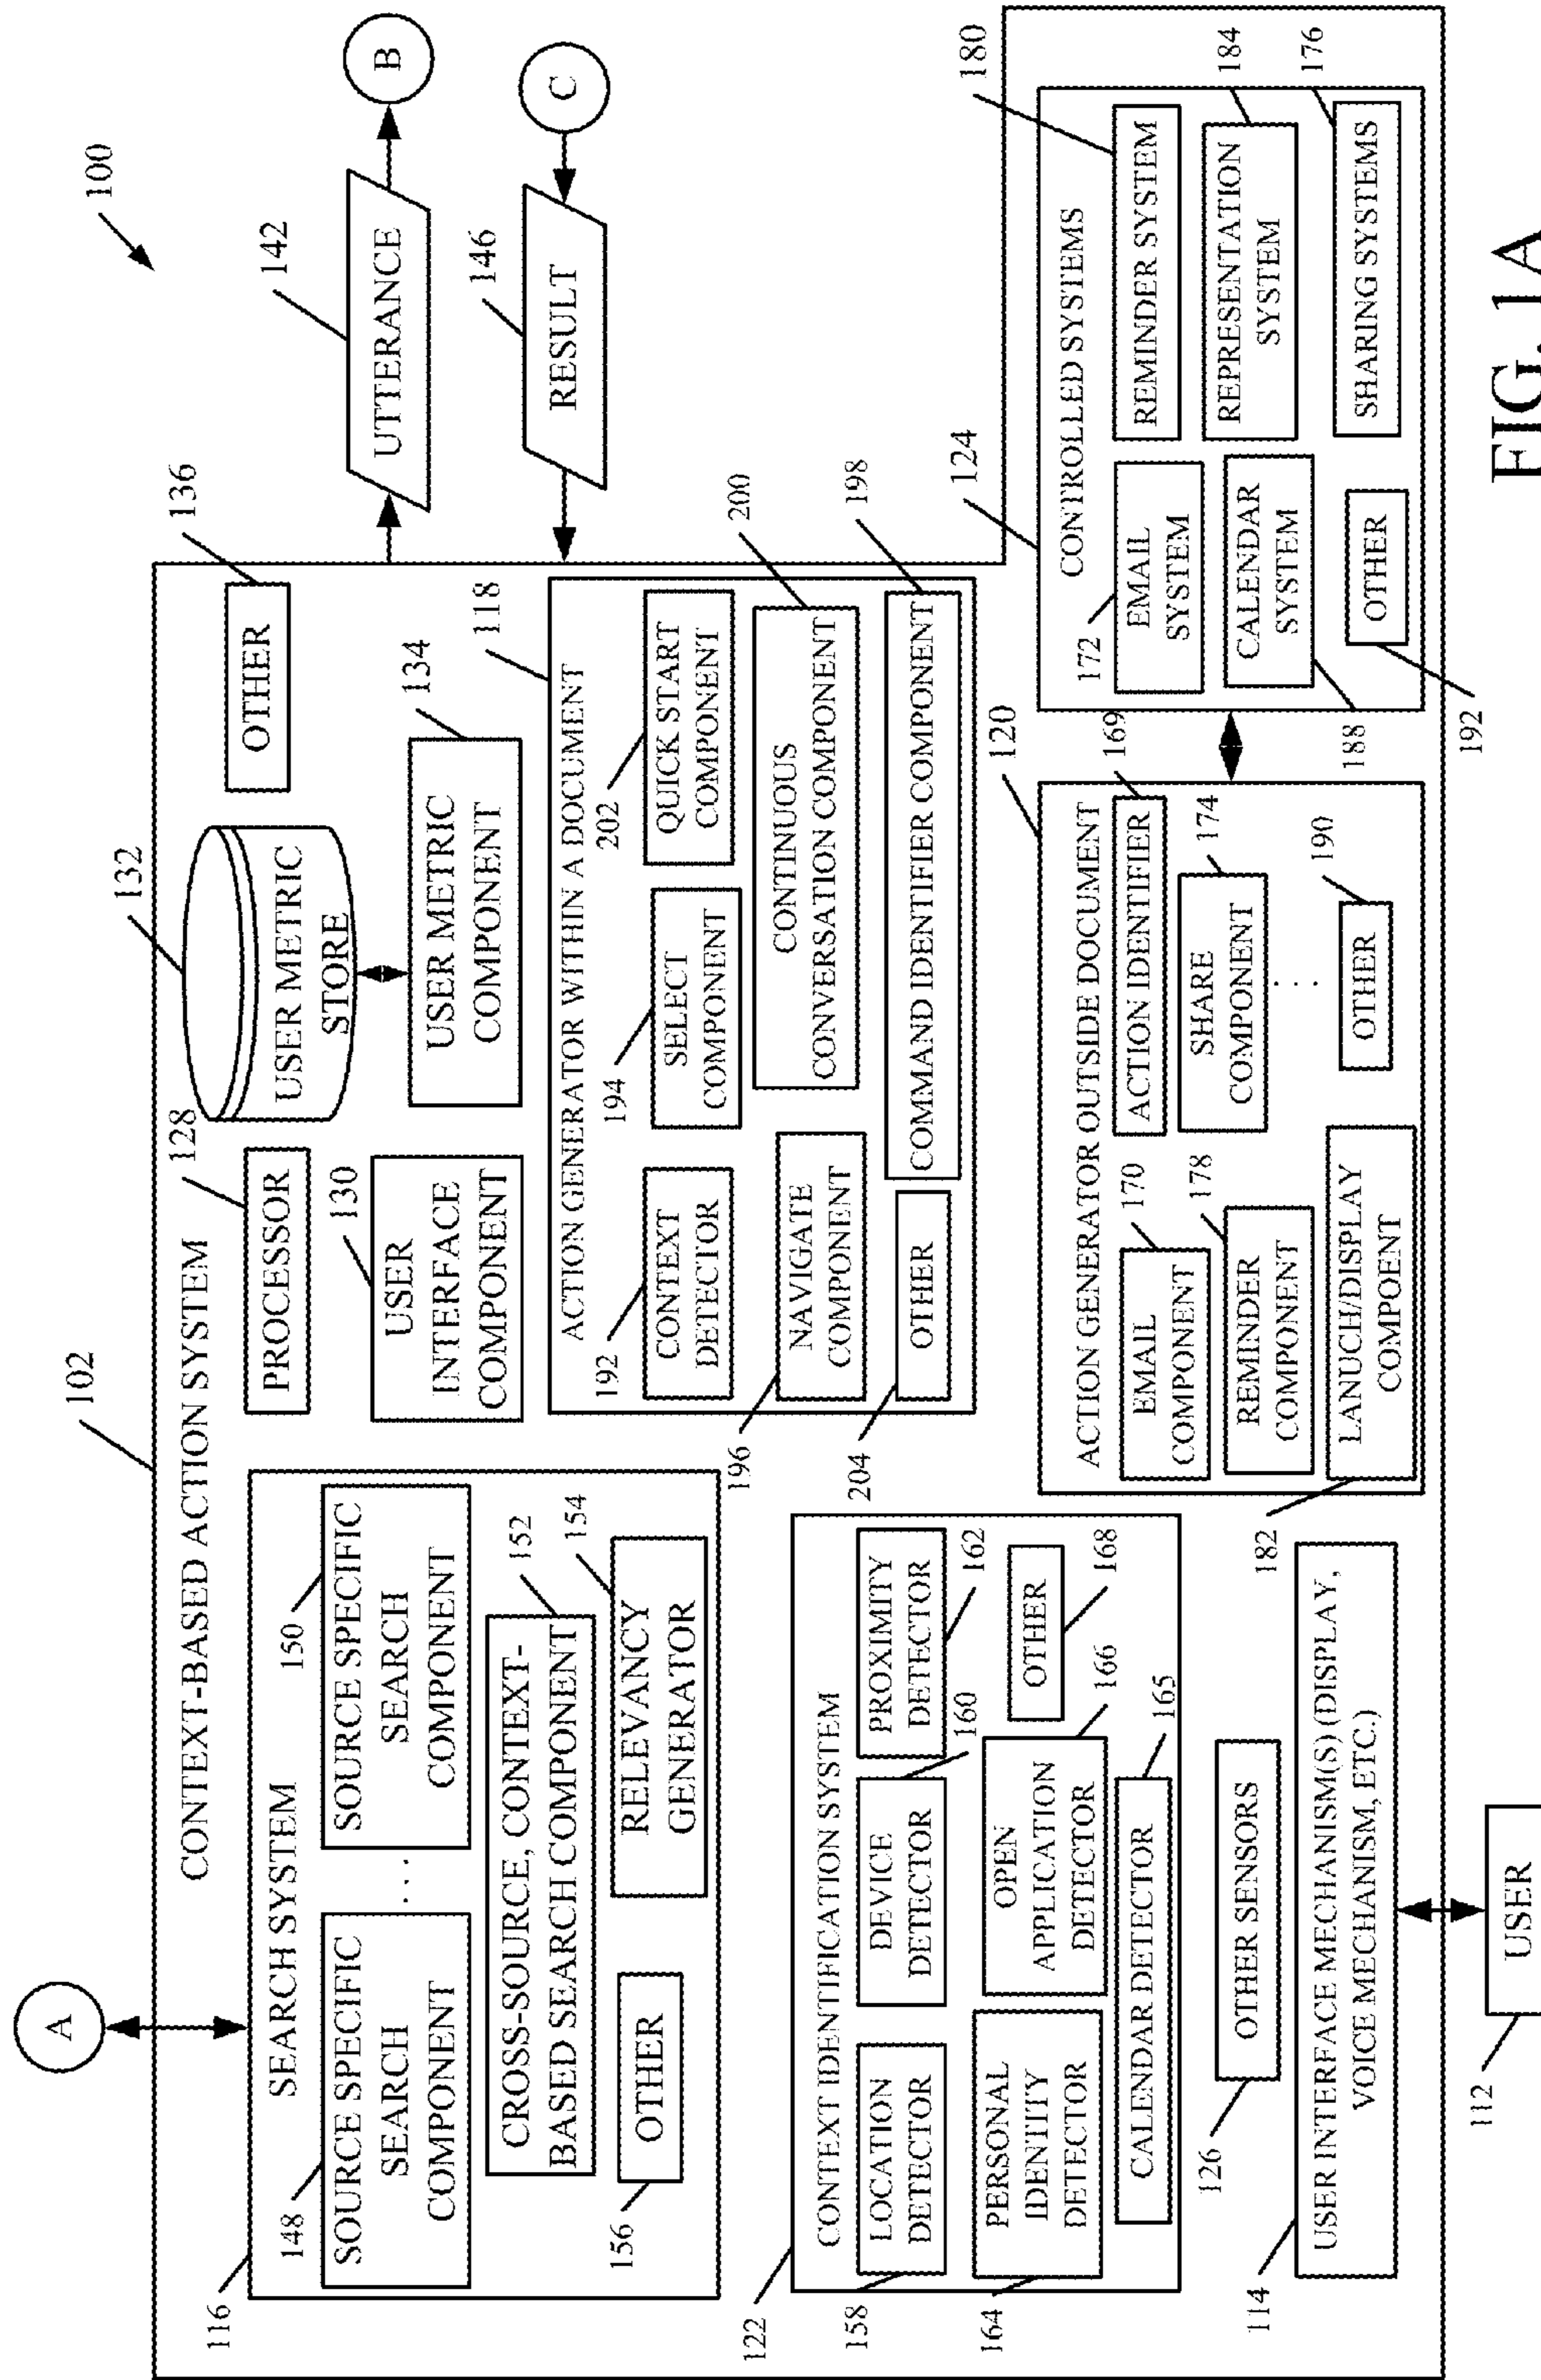 100
102
A
CONTEXT-BASED ACTION SYSTEM
116
SEARCH SYSTEM
148
SOURCE SPECIFIC
SEARCH
COMPONENT
...
150
SOURCE SPECIFIC
SEARCH
COMPONENT
CROSS-SOURCE, CONTEXT-
BASED SEARCH COMPONENT
152
156
OTHER
RELEVANCY
GENERATOR
154
PROCESSOR
128
USER
INTERFACE
COMPONENT
130
132
USER METRIC
STORE
USER METRIC
COMPONENT
134
OTHER
136
UTTERANCE
142
B
RESULT
146
C
ACTION GENERATOR WITHIN A DOCUMENT
118
192
CONTEXT
DETECTOR
194
SELECT
COMPONENT
202
QUICK START
COMPONENT
196
NAVIGATE
COMPONENT
CONTINUOUS
CONVERSATION COMPONENT
200
204
OTHER
COMMAND IDENTIFIER COMPONENT
198
122
CONTEXT IDENTIFICATION SYSTEM
158
LOCATION
DETECTOR
DEVICE
DETECTOR
160
PROXIMITY
DETECTOR
162
164
PERSONAL
IDENTITY
DETECTOR
OPEN
APPLICATION
DETECTOR
166
OTHER
168
CALENDAR DETECTOR
165
126
OTHER SENSORS
114
USER INTERFACE MECHANISM(S) (DISPLAY,
VOICE MECHANISM, ETC.)
112
USER
120
ACTION GENERATOR OUTSIDE DOCUMENT
EMAIL
COMPONENT
170
ACTION IDENTIFIER
169
REMINDER
COMPONENT
178
SHARE
COMPONENT
174
...
182
LANUCH/DISPLAY
COMPOENT
OTHER
190
124
CONTROLLED SYSTEMS
172
EMAIL
SYSTEM
REMINDER SYSTEM
180
CALENDAR
SYSTEM
188
REPRESENTATION
SYSTEM
184
OTHER
192
SHARING SYSTEMS
176
FIG. 1A